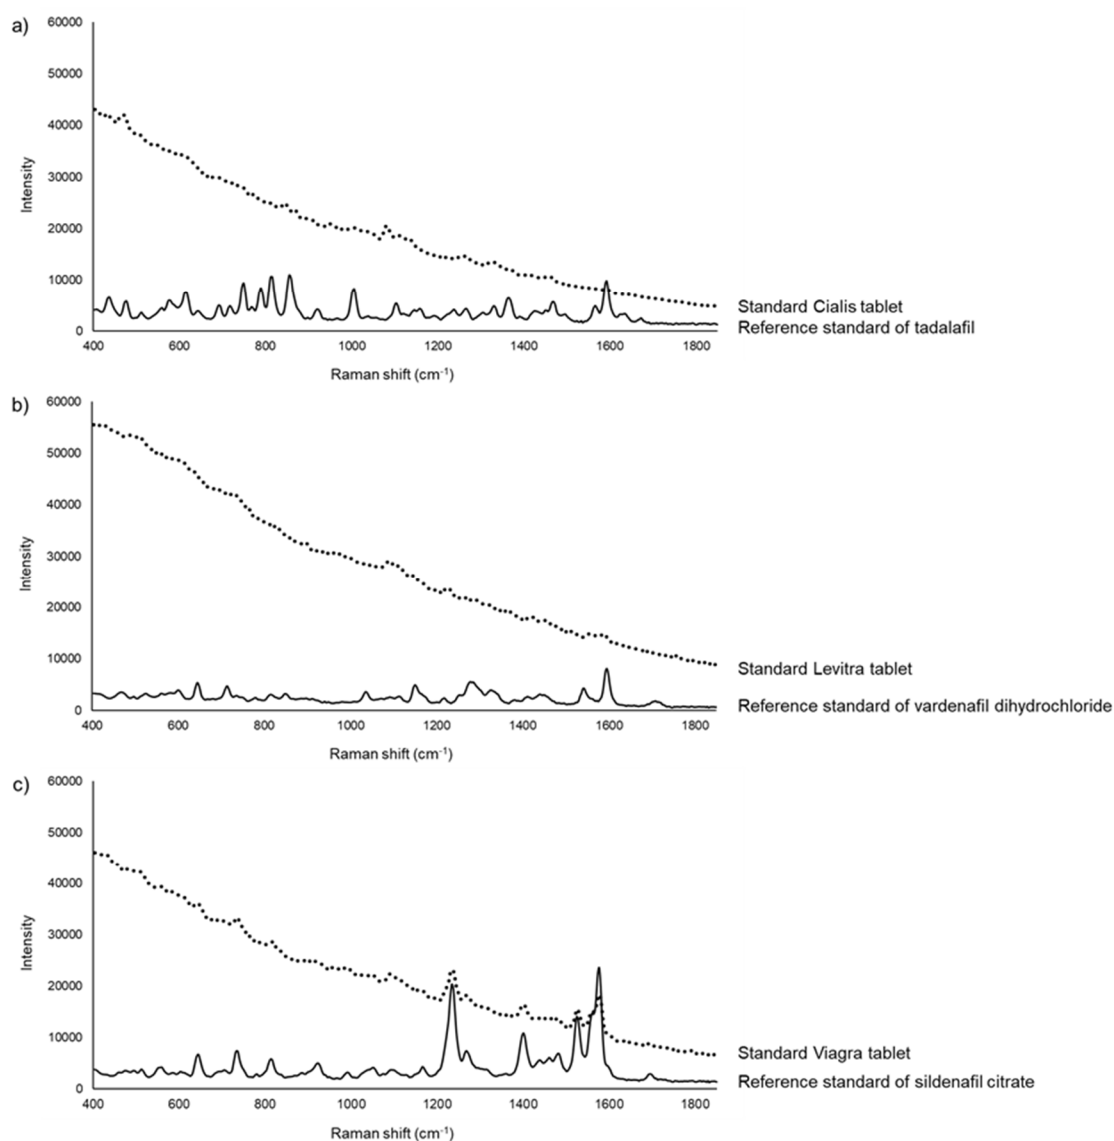 a)
60000
50000
40000
30000
20000
10000
0
Intensity
400 600 800 1000 1200 1400 1600 1800
Raman shift (cm⁻¹)
Standard Cialis tablet
Reference standard of tadalafil
b)
60000
50000
40000
30000
20000
10000
0
Intensity
400 600 800 1000 1200 1400 1600 1800
Raman shift (cm⁻¹)
Standard Levitra tablet
Reference standard of vardenafil dihydrochloride
c)
60000
50000
40000
30000
20000
10000
0
Intensity
400 600 800 1000 1200 1400 1600 1800
Raman shift (cm⁻¹)
Standard Viagra tablet
Reference standard of sildenafil citrate